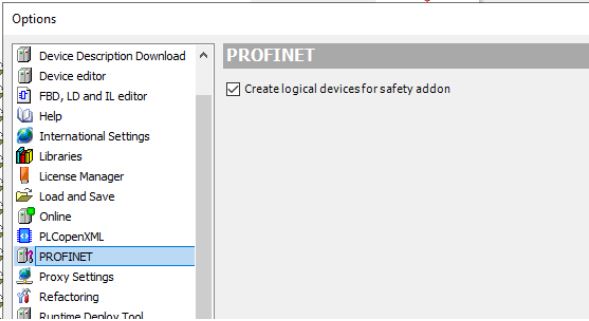 Options
Device Description Download
Device editor
FBD, LD and IL editor
Help
International Settings
Libraries
License Manager
Load and Save
Online
PLCopenXML
PROFINET
Proxy Settings
Refactoring
Runtime Deploy Tool
PROFINET
Create logical devices for safety addon